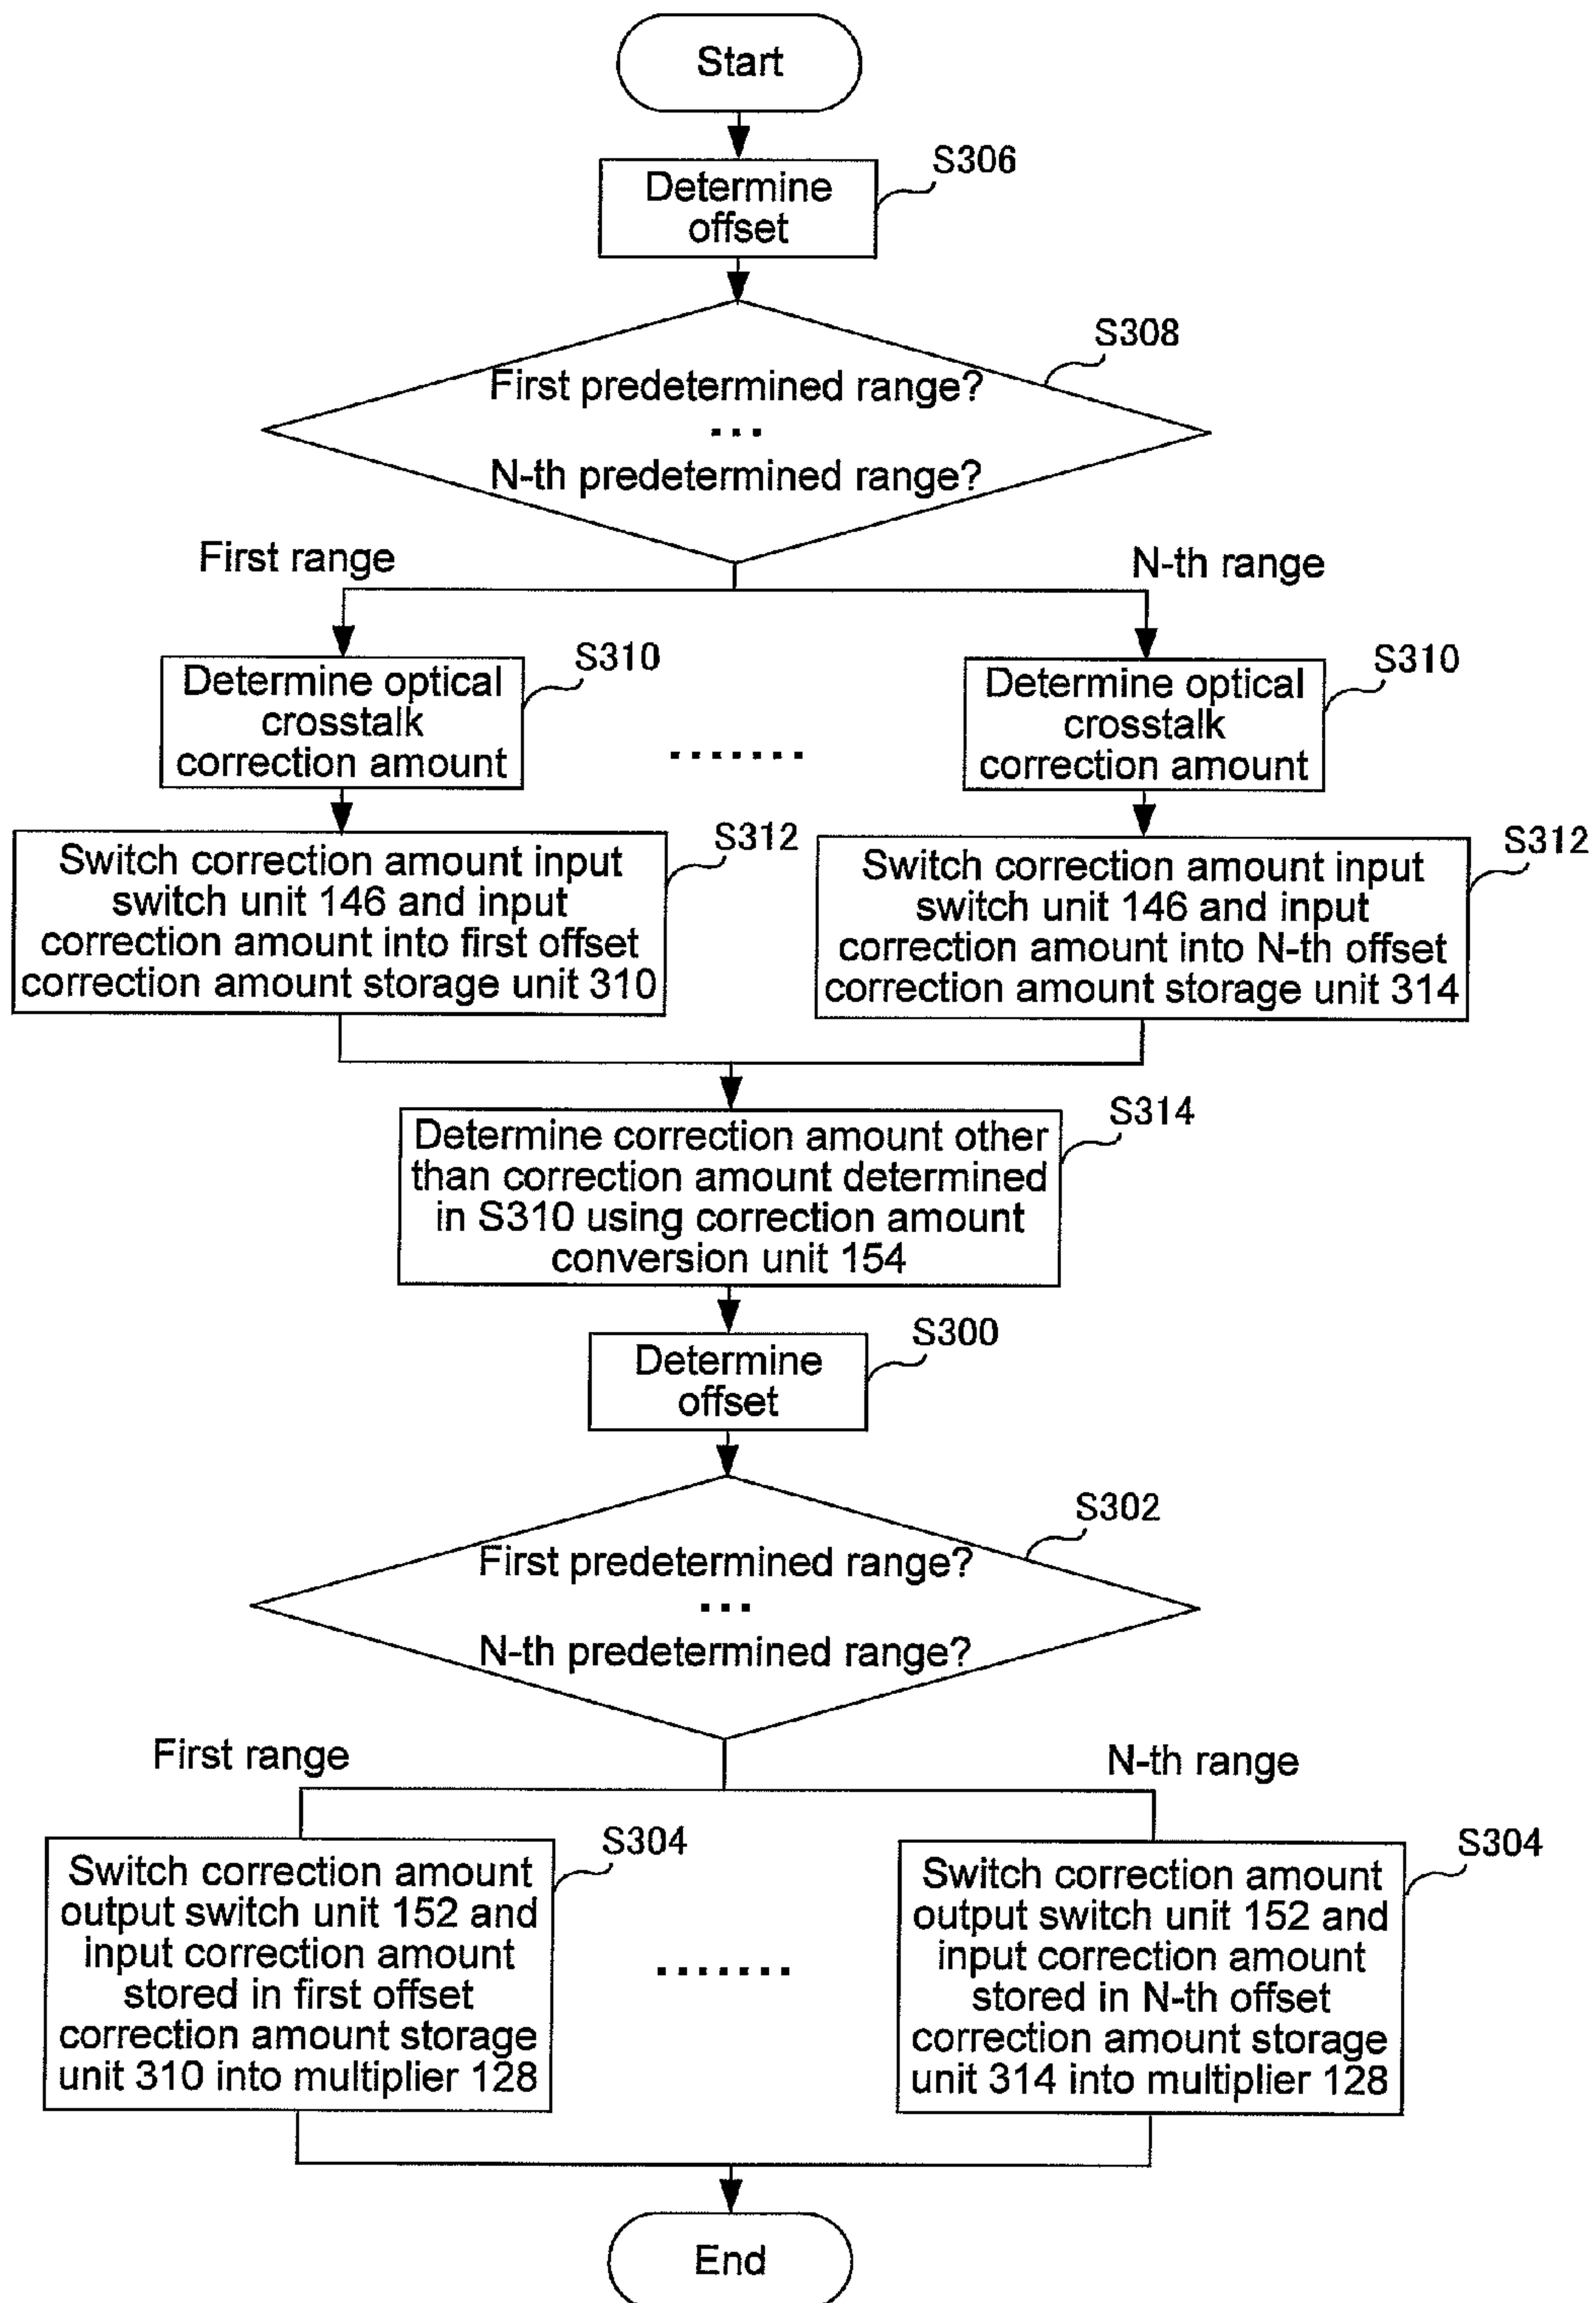 Start
S306
Determine
offset
S308
First predetermined range?
...
N-th predetermined range?
First range
N-th range
S310
Determine optical
crosstalk
correction amount
.......
S310
Determine optical
crosstalk
correction amount
S312
Switch correction amount input
switch unit 146 and input
correction amount into first offset
correction amount storage unit 310
S312
Switch correction amount input
switch unit 146 and input
correction amount into N-th offset
correction amount storage unit 314
S314
Determine correction amount other
than correction amount determined
in S310 using correction amount
conversion unit 154
S300
Determine
offset
S302
First predetermined range?
...
N-th predetermined range?
First range
N-th range
S304
Switch correction amount
output switch unit 152 and
input correction amount
stored in first offset
correction amount storage
unit 310 into multiplier 128
.......
S304
Switch correction amount
output switch unit 152 and
input correction amount
stored in N-th offset
correction amount storage
unit 314 into multiplier 128
End